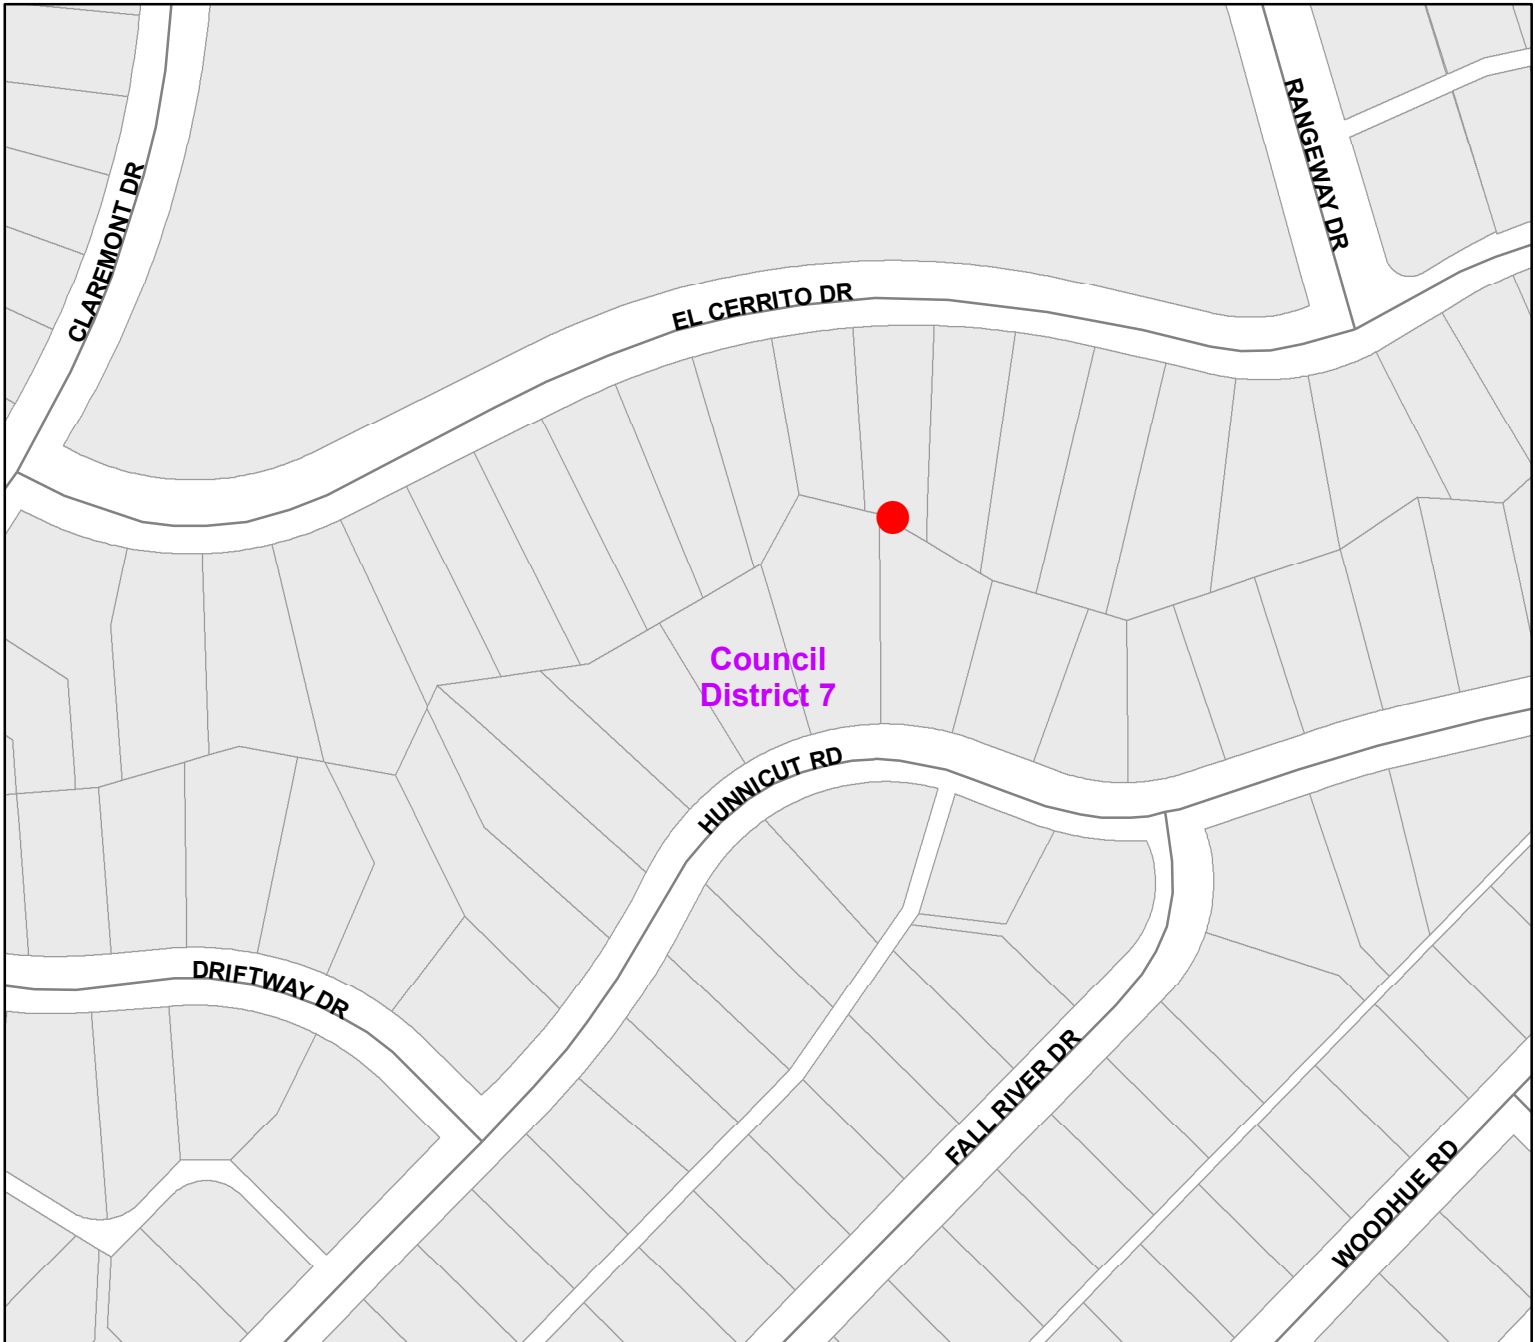 RANGEWAY DR
CLAREMONT DR
EL CERRITO DR
Council
District 7
HUNNICUT RD
DRIFTWAY DR
FALL RIVER DR
WOODHUE RD